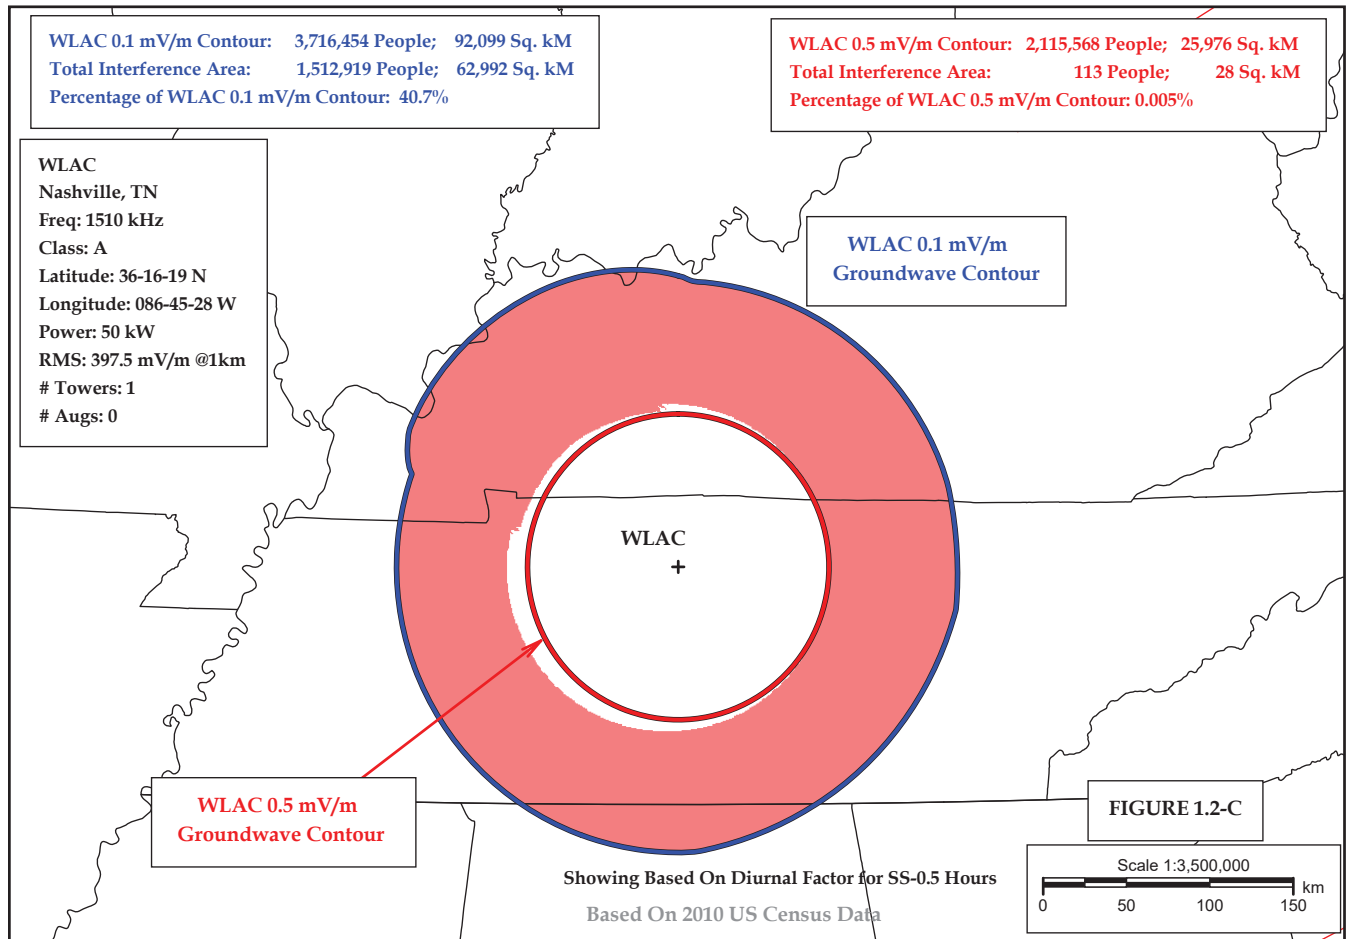 WLAC 0.1 mV/m Contour: 3,716,454 People; 92,099 Sq. kM
Total Interference Area: 1,512,919 People; 62,992 Sq. kM
Percentage of WLAC 0.1 mV/m Contour: 40.7%
WLAC 0.5 mV/m Contour: 2,115,568 People; 25,976 Sq. kM
Total Interference Area: 113 People; 28 Sq. kM
Percentage of WLAC 0.5 mV/m Contour: 0.005%
WLAC
Nashville, TN
Freq: 1510 kHz
Class: A
Latitude: 36-16-19 N
Longitude: 086-45-28 W
Power: 50 kW
RMS: 397.5 mV/m @1km
# Towers: 1
# Augs: 0
WLAC 0.1 mV/m
Groundwave Contour
WLAC
WLAC 0.5 mV/m
Groundwave Contour
FIGURE 1.2-C
Showing Based On Diurnal Factor for SS-0.5 Hours
Based On 2010 US Census Data
Scale 1:3,500,000
km
0 50 100 150